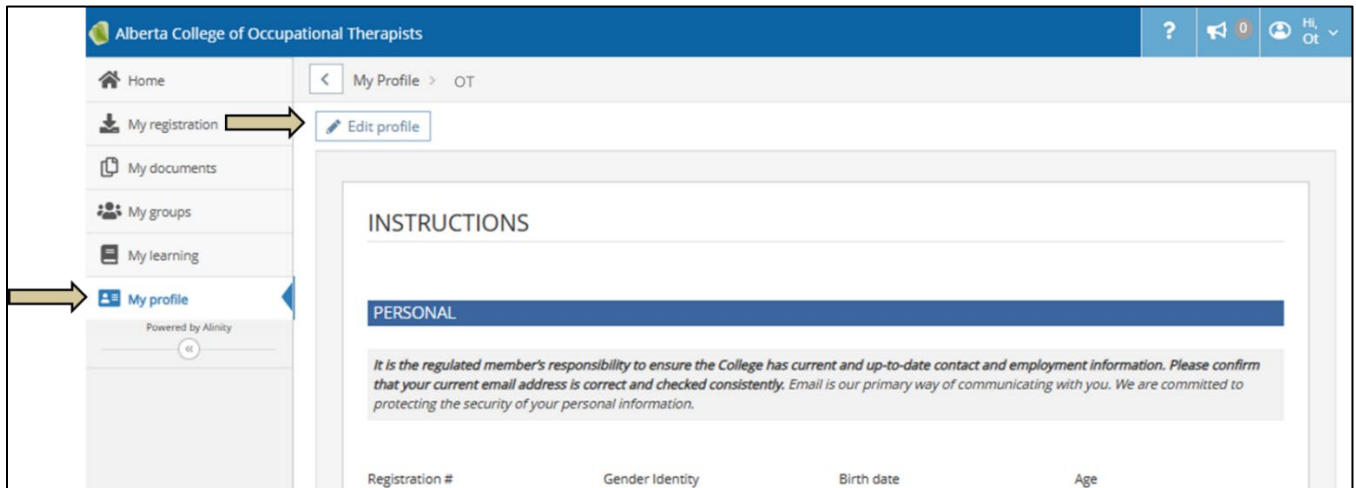 Alberta College of Occupational Therapists
?
0
Hi,
Ot
Home
My registration
My documents
My groups
My learning
My profile
Powered by Alinity
My Profile > OT
Edit profile
INSTRUCTIONS
PERSONAL
It is the regulated member's responsibility to ensure the College has current and up-to-date contact and employment information. Please confirm
that your current email address is correct and checked consistently. Email is our primary way of communicating with you. We are committed to
protecting the security of your personal information.
Registration # Gender Identity Birth date Age